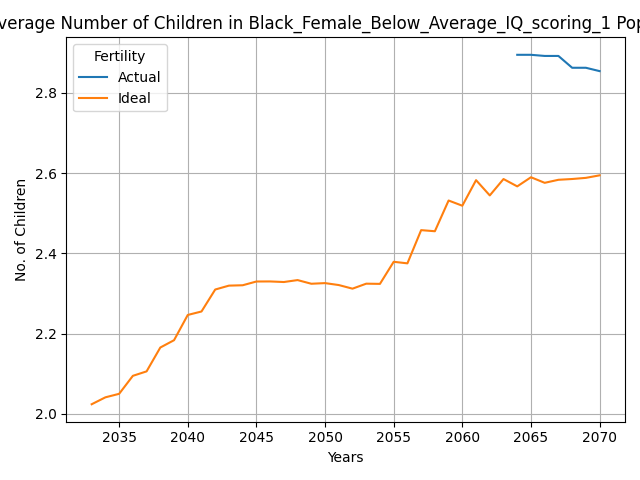 verage Number of Children in Black_Female_Below_Average_IQ_scoring_1 Pop
Fertility
Actual
Ideal
No. of Children
2.8
2.6
2.4
2.2
2.0
2035 2040 2045 2050 2055 2060 2065 2070
Years